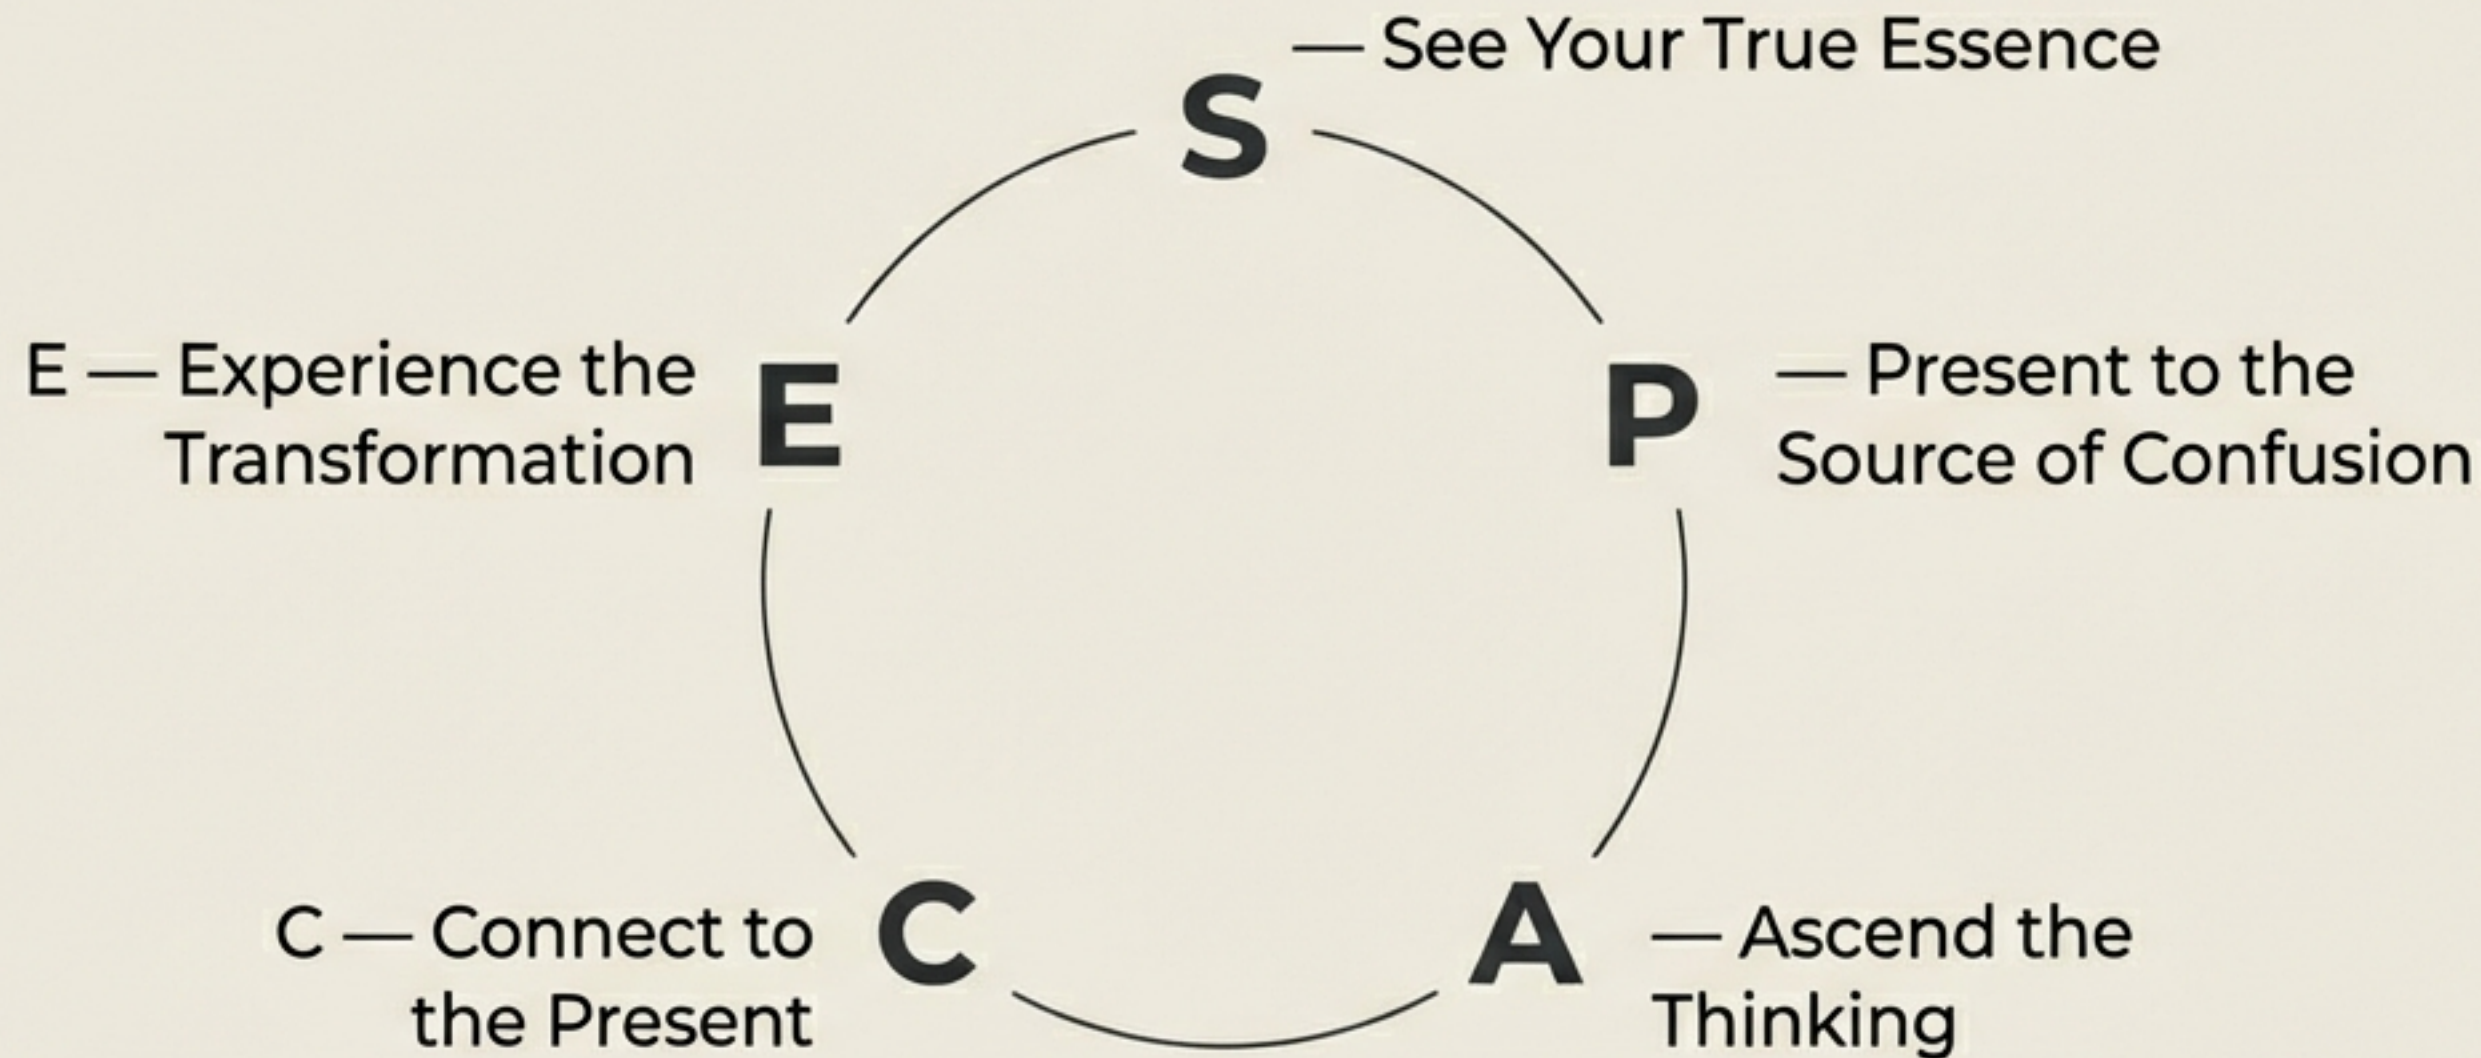 S
— See Your True Essence
P
— Present to the
Source of Confusion
A
— Ascend the
Thinking
C
C — Connect to
the Present
E
E — Experience the
Transformation